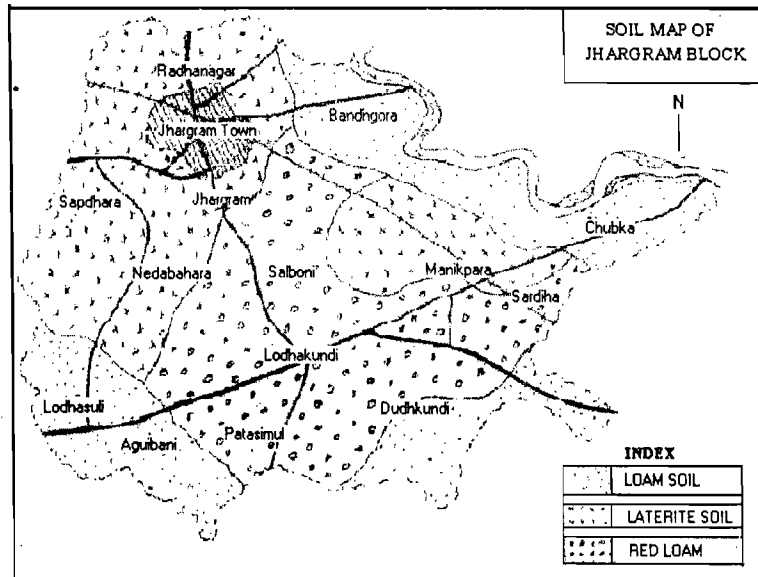 SOIL MAP OF
JHARGRAM BLOCK
N
Radhanagar
Bandhgora
Jhargram Town
Sapdhara
Jhargram
Chubka
Nedabahara
Salboni
Manikpara
Sardiha
Lodhakundi
Lodhasuli
Dudhkundi
Patasimul
Aguibani
INDEX
LOAM SOIL
LATERITE SOIL
RED LOAM